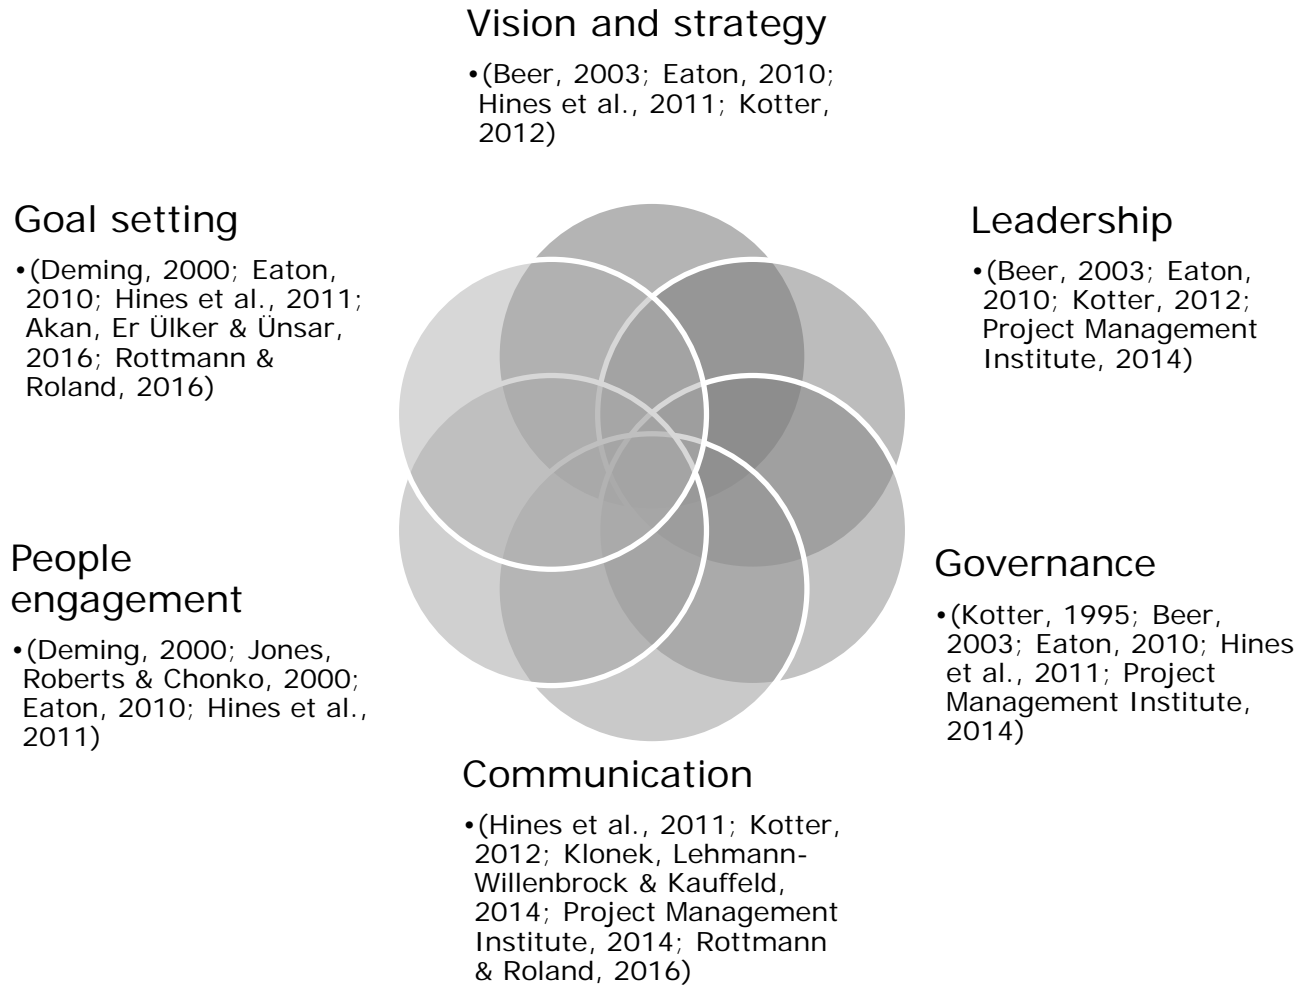 Vision and strategy
•(Beer, 2003; Eaton, 2010;
Hines et al., 2011; Kotter,
2012)
Goal setting
•(Deming, 2000; Eaton,
2010; Hines et al., 2011;
Akan, Er Ülker & Ünsar,
2016; Rottmann &
Roland, 2016)
Leadership
•(Beer, 2003; Eaton,
2010; Kotter, 2012;
Project Management
Institute, 2014)
People
engagement
•(Deming, 2000; Jones,
Roberts & Chonko, 2000;
Eaton, 2010; Hines et al.,
2011)
Governance
•(Kotter, 1995; Beer,
2003; Eaton, 2010; Hines
et al., 2011; Project
Management Institute,
2014)
Communication
•(Hines et al., 2011; Kotter,
2012; Klonek, Lehmann-
Willenbrock & Kauffeld,
2014; Project Management
Institute, 2014; Rottmann
& Roland, 2016)